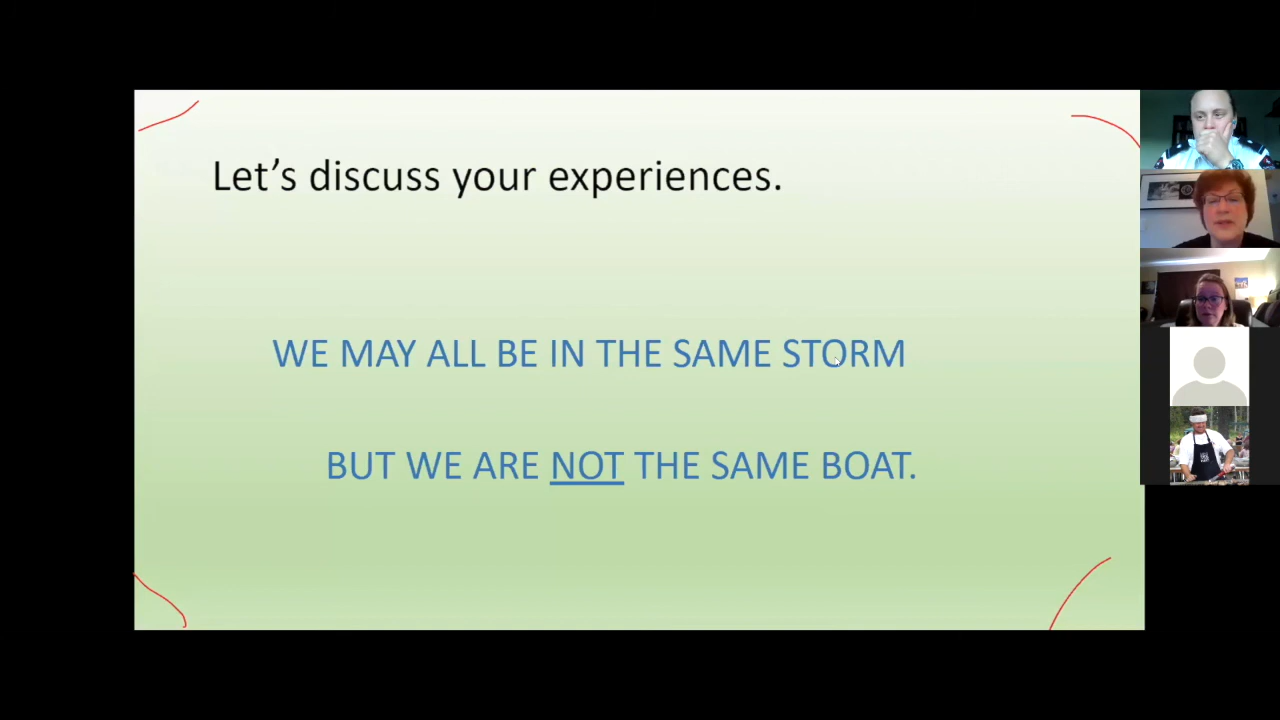 Let's discuss your experiences.
WE MAY ALL BE IN THE SAME STORM
BUT WE ARE NOT THE SAME BOAT.